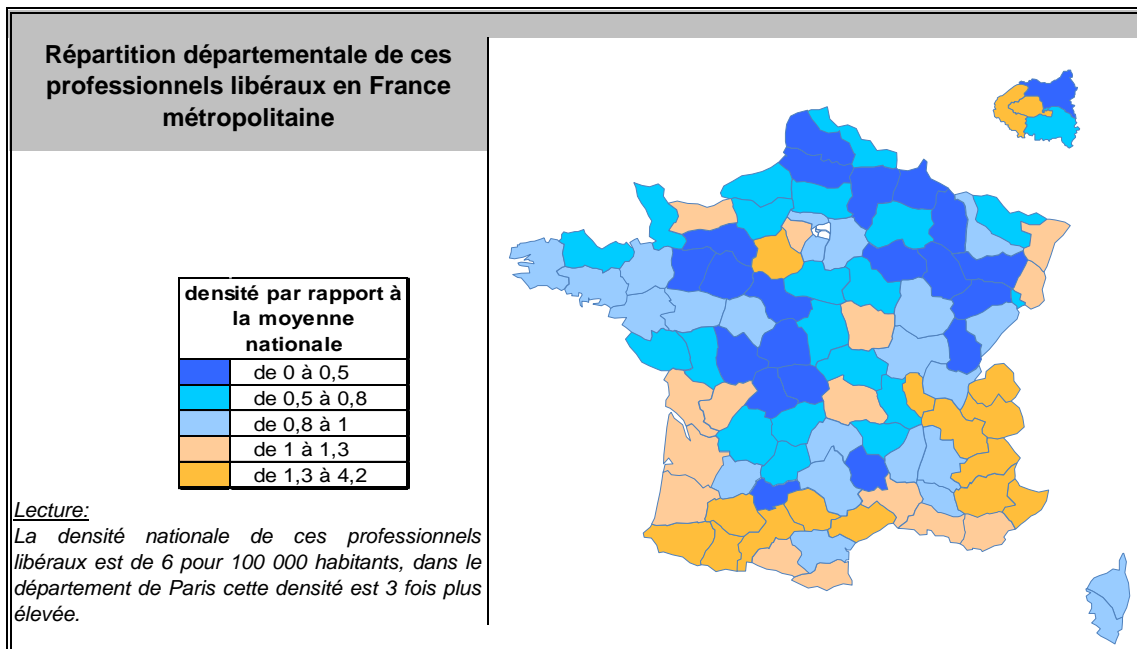 Répartition départementale de ces
professionnels libéraux en France
métropolitaine
densité par rapport à
la moyenne
nationale
de 0 à 0,5
de 0,5 à 0,8
de 0,8 à 1
de 1 à 1,3
de 1,3 à 4,2
Lecture:
La densité nationale de ces professionnels
libéraux est de 6 pour 100 000 habitants, dans le
département de Paris cette densité est 3 fois plus
élevée.